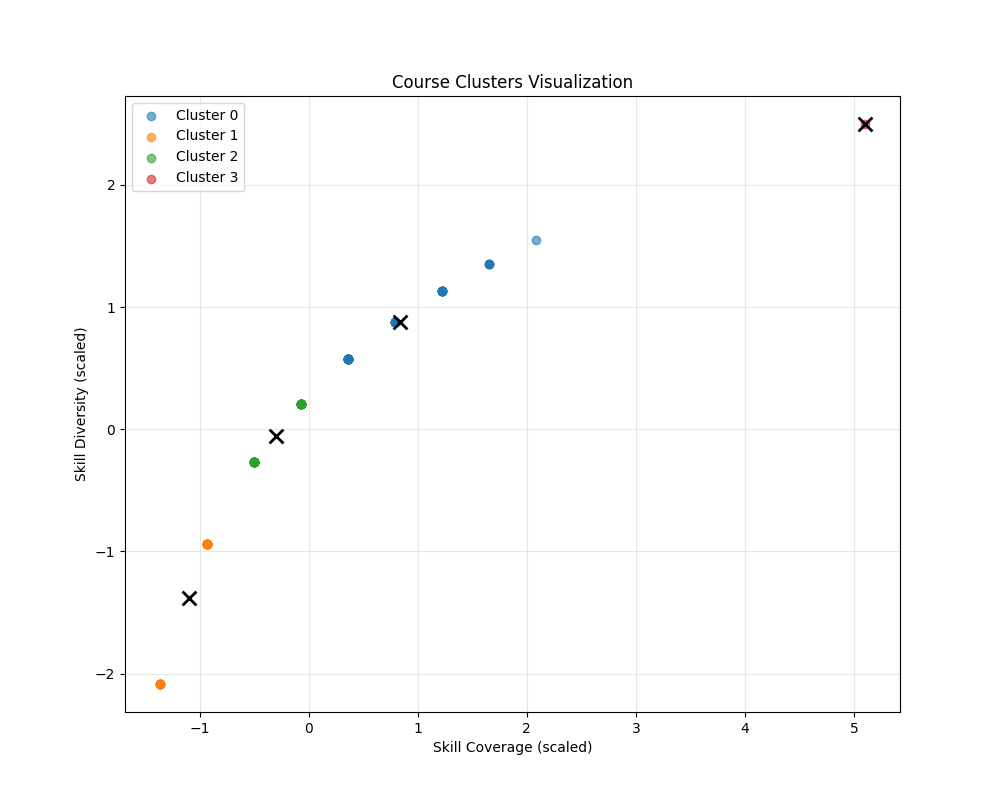 Course Clusters Visualization
Cluster 0
Cluster 1
Cluster 2
Cluster 3
Skill Diversity (scaled)
2
1
0
−1
−2
−1
0
1
2
3
4
5
Skill Coverage (scaled)